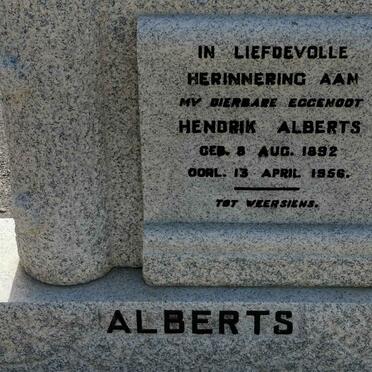 IN LIEFDEVOLLE
HERINNERING AAN
MY DIERBARE EGGENOOT
HENDRIK ALBERTS
GEB. 8 AUG. 1892
OORL. 13 APRIL 1956.
TOT WEERSIENS.
ALBERTS